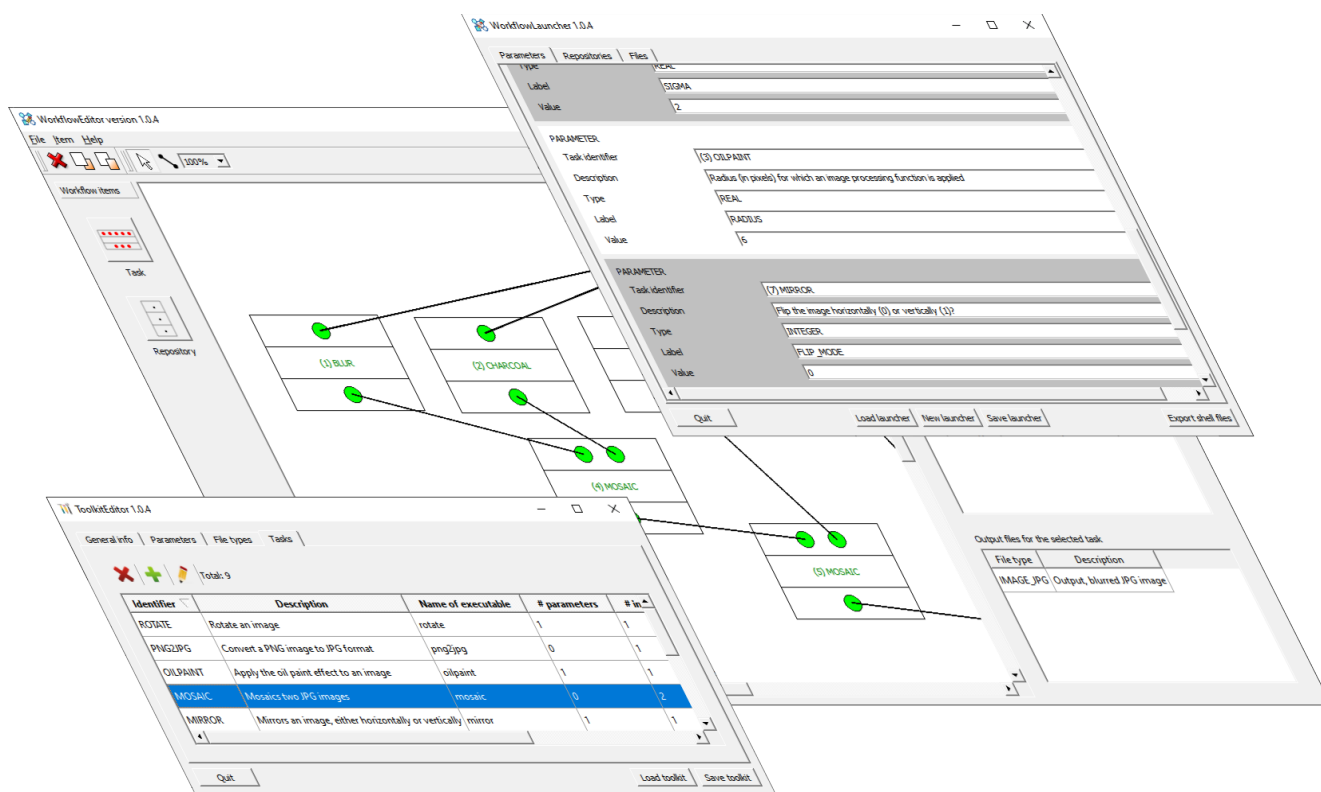 WorkflowLauncher 1.0.4
Parameters Repositories Files
Type REAL
Label SIGMA
Value 2
PARAMETER
Task identifier (3) OILPAINT
Description Radius (in pixels) for which an image processing function is applied.
Type REAL
Label RADIUS
Value 6
PARAMETER
Task identifier (7) MIRROR
Description Flip the image horizontally (0) or vertically (1)?
Type INTEGER
Label FLIP_MODE
Value 0
Quit Load launcher New launcher Save launcher Export shell files
WorkflowEditor version 1.0.4
File Item Help
100%
Workflow items
Task
Repository
(1) BLUR
(2) CHARCOAL
(4) MOSAIC
(5) MOSAIC
Output files for the selected task
File type Description
IMAGE_JPG Output, blurred JPG image
ToolkitEditor 1.0.4
General info Parameters File types Tasks
Total: 9
Identifier Description Name of executable # parameters # in
ROTATE Rotate an image rotate 1 1
PNG2JPG Convert a PNG image to JPG format png2jpg 0 1
OILPAINT Apply the oil paint effect to an image oilpaint 1 1
MOSAIC Mosaics two JPG images mosaic 0 2
MIRROR Mirrors an image, either horizontally or vertically mirror 1 1
Quit Load toolkit Save toolkit